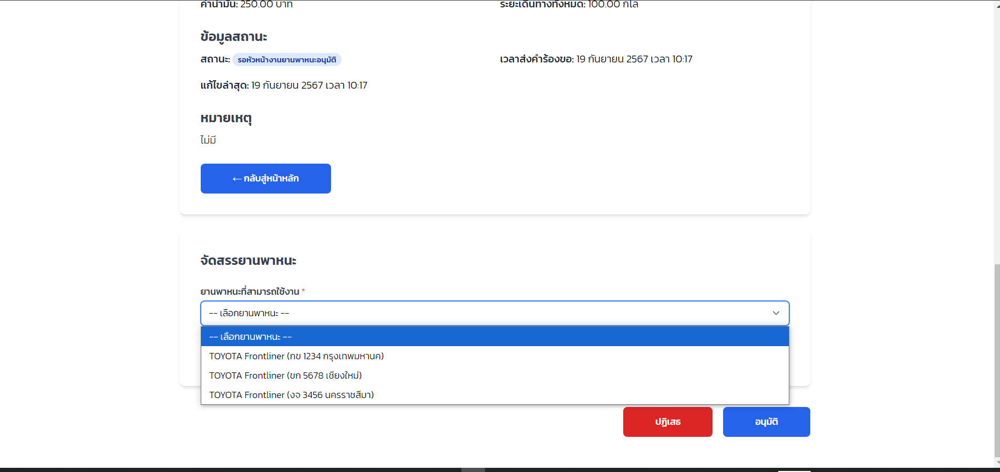 ค่าน้ำมัน: 250.00 บาท
ระยะเดินทางทั้งหมด: 100.00 กิโล
ข้อมูลสถานะ
สถานะ: รอหัวหน้างานยานพาหนะอนุมัติ
เวลาส่งคำร้องขอ: 19 กันยายน 2567 เวลา 10:17
แก้ไขล่าสุด: 19 กันยายน 2567 เวลา 10:17
หมายเหตุ
ไม่มี
← กลับสู่หน้าหลัก
จัดสรรยานพาหนะ
ยานพาหนะที่สามารถใช้งาน *
-- เลือกยานพาหนะ --
-- เลือกยานพาหนะ --
TOYOTA Frontliner (กข 1234 กรุงเทพมหานค)
TOYOTA Frontliner (ขก 5678 เชียงใหม่)
TOYOTA Frontliner (งจ 3456 นครราชสีมา)
ปฏิเสธ
อนุมัติ